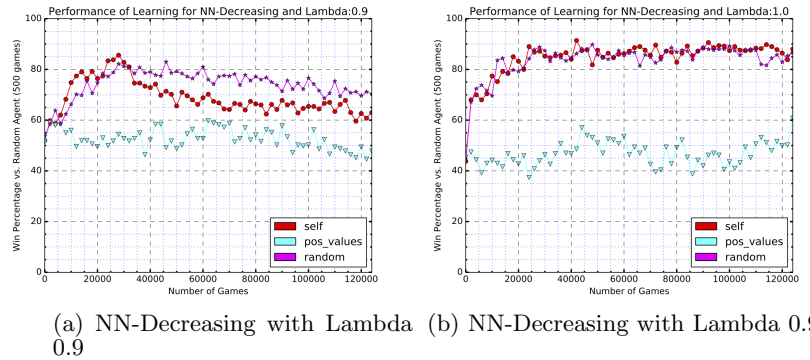 Performance of Learning for NN-Decreasing and Lambda:0.9
Win Percentage vs. Random Agent (500 games)
100
80
60
40
20
0
0 20000 40000 60000 80000 100000 120000
Number of Games
self
pos_values
random
Performance of Learning for NN-Decreasing and Lambda:1.0
Win Percentage vs. Random Agent (500 games)
100
80
60
40
20
0
0 20000 40000 60000 80000 100000 120000
Number of Games
self
pos_values
random
(a) NN-Decreasing with Lambda
0.9
(b) NN-Decreasing with Lambda 0.9